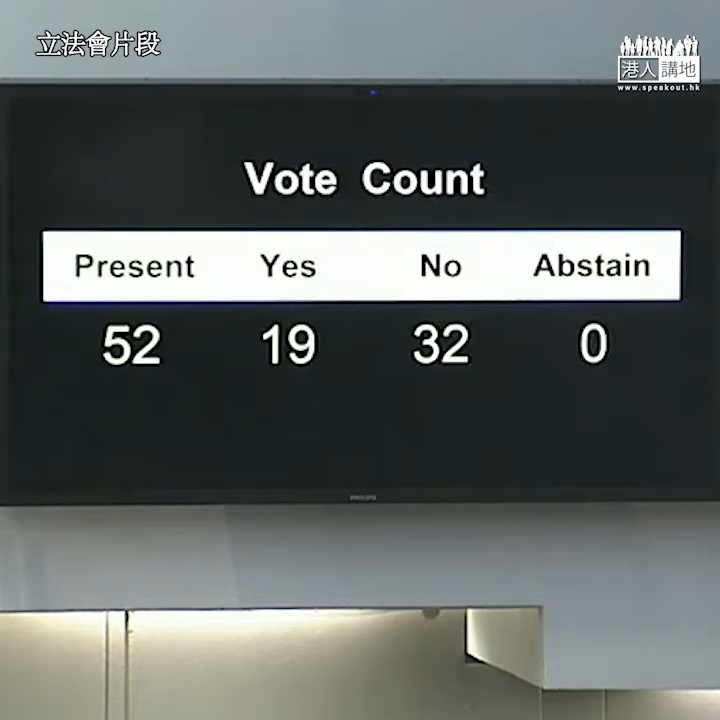 立法會片段
港人講地
www.speakout.hk
Vote Count
Present Yes No Abstain
52 19 32 0
PHILIPS